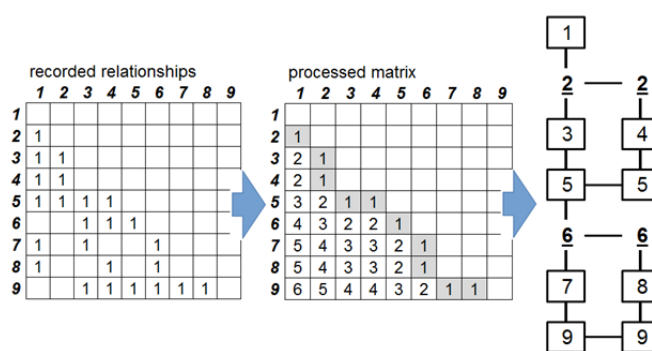 recorded relationships
1 2 3 4 5 6 7 8 9
1
2 1
3 1 1
4 1 1
5 1 1 1 1
6 1 1 1
7 1 1 1
8 1 1 1
9 1 1 1 1 1 1
processed matrix
1 2 3 4 5 6 7 8 9
1
2 1
3 2 1
4 2 1
5 3 2 1 1
6 4 3 2 2 1
7 5 4 3 3 2 1
8 5 4 3 3 2 1
9 6 5 4 4 3 2 1 1
1
2 2
3 4
5 5
6 6
7 8
9 9